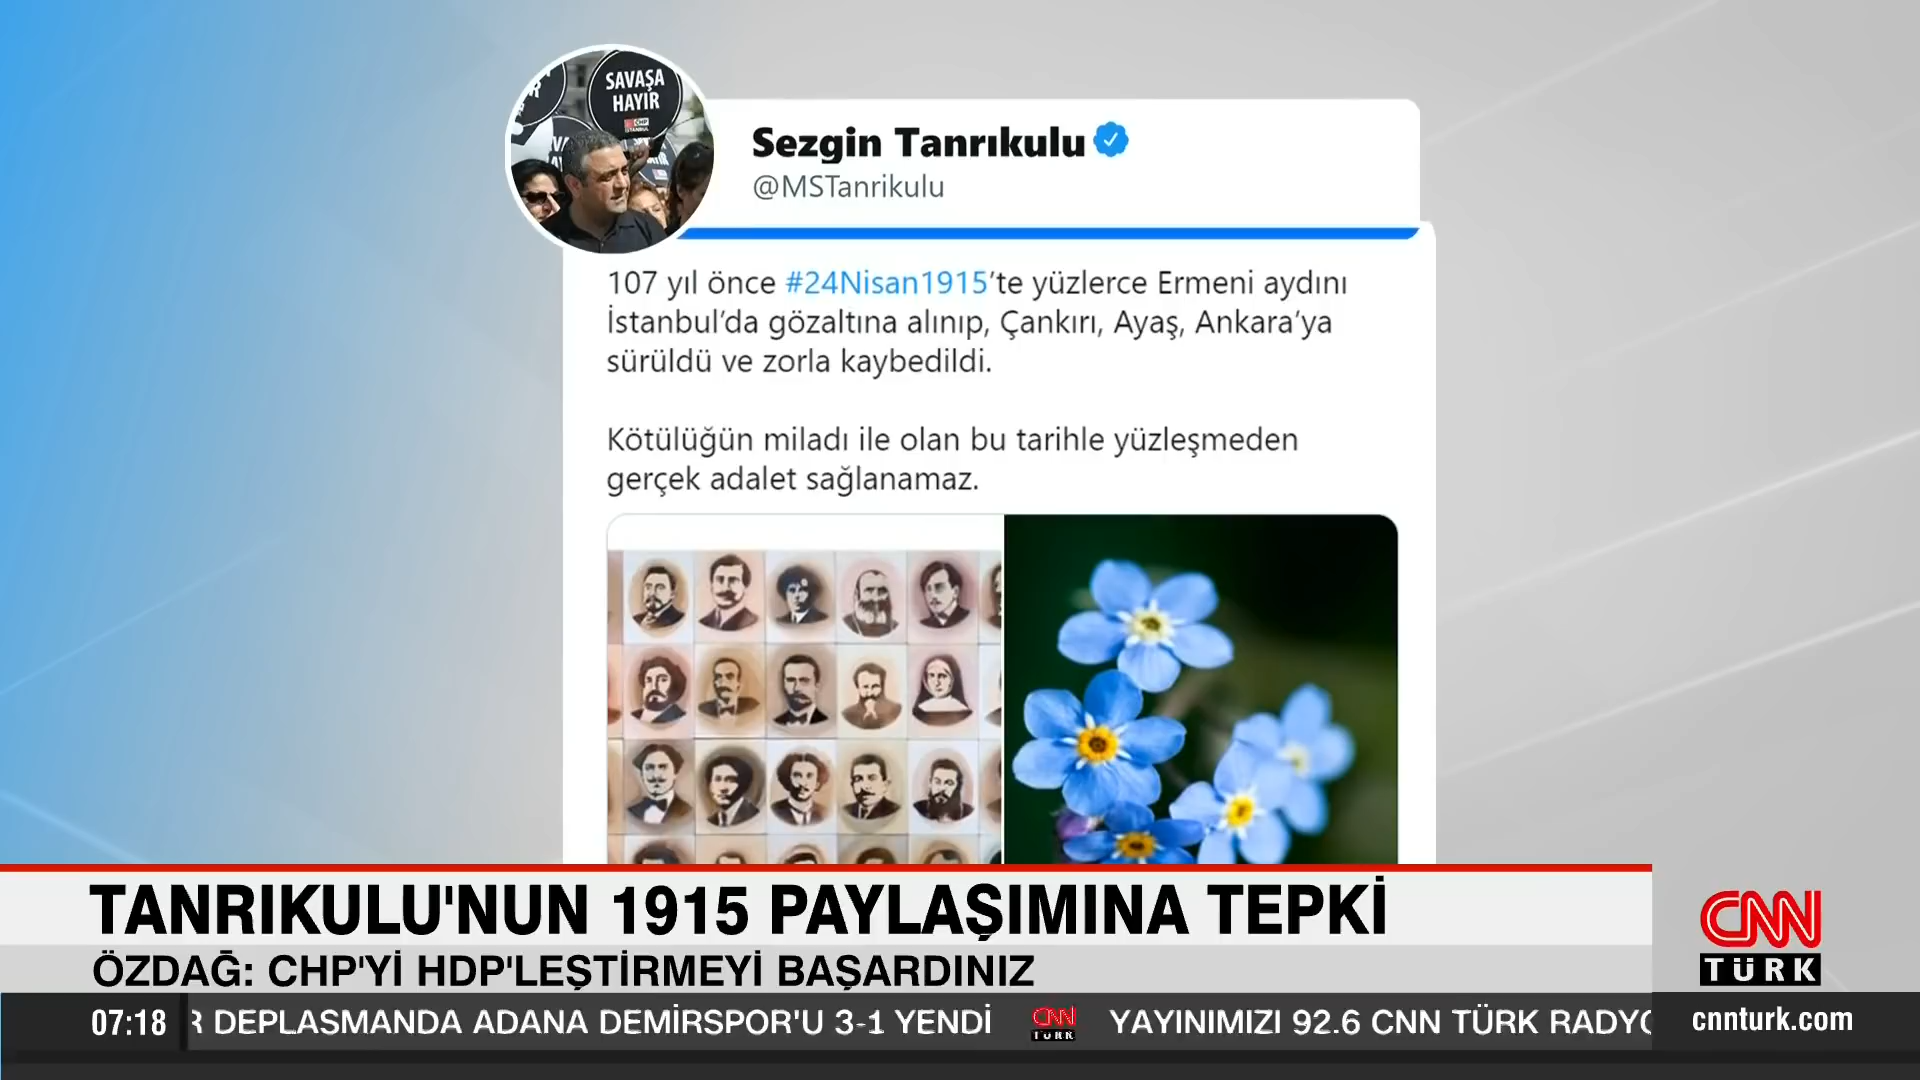 SAVAŞA
HAYIR
Sezgin Tanrıkulu
@MSTanrikulu
107 yıl önce #24Nisan1915'te yüzlerce Ermeni aydını
İstanbul'da gözaltına alınıp, Çankırı, Ayaş, Ankara'ya
sürüldü ve zorla kaybedildi.
Kötülüğün miladı ile olan bu tarihle yüzleşmeden
gerçek adalet sağlanamaz.
TANRIKULU'NUN 1915 PAYLAŞIMINA TEPKİ
ÖZDAĞ: CHP'Yİ HDP'LEŞTİRMEYİ BAŞARDINIZ
CNN
TÜRK
07:18 R DEPLASMANDA ADANA DEMİRSPOR'U 3-1 YENDİ CNN TÜRK YAYINIMIZI 92.6 CNN TÜRK
cnnturk.com